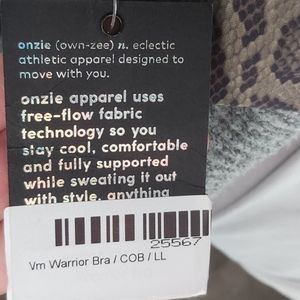 onzie (own-zee) n. eclectic
athletic apparel designed to
move with you.
onzie apparel uses
free-flow fabric
technology so you
stay cool, comfortable
and fully supported
while sweating it out
with style. anything
25567
Vm Warrior Bra / COB / LL